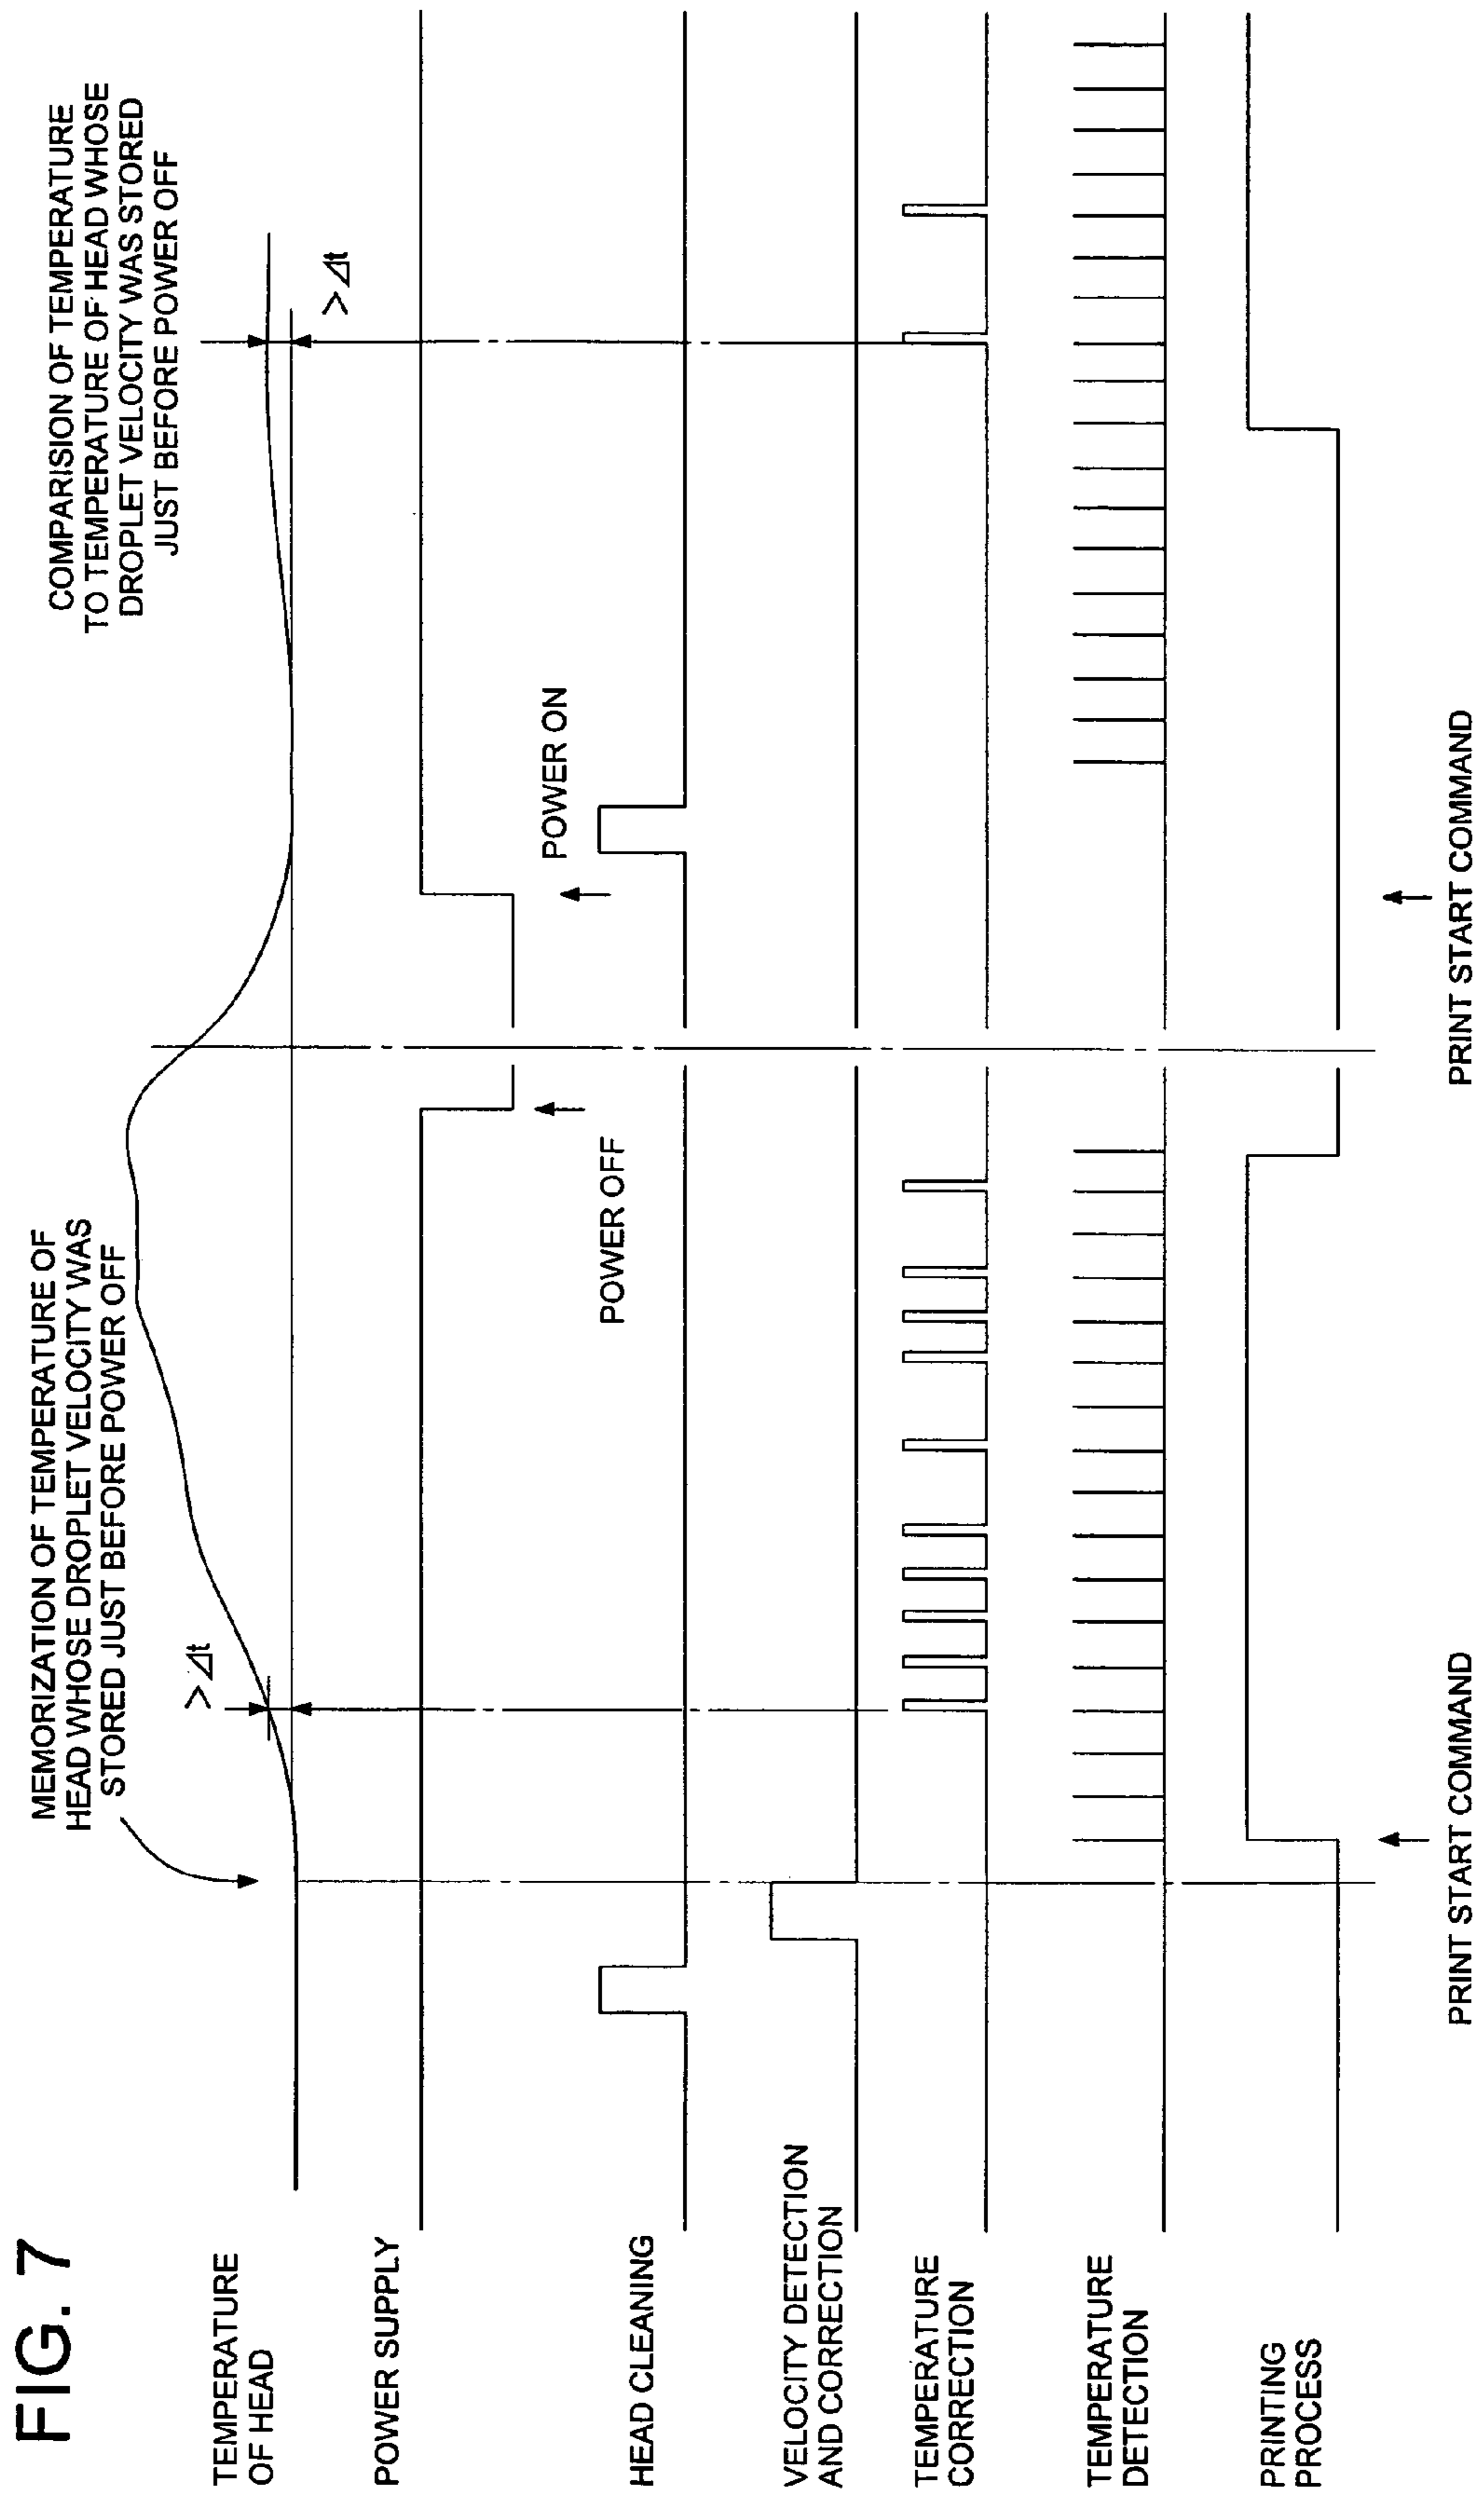 FIG. 7
MEMORIZATION OF TEMPERATURE OF
HEAD WHOSE DROPLET VELOCITY WAS
STORED JUST BEFORE POWER OFF
COMPARISION OF TEMPERATURE
TO TEMPERATURE OF HEAD WHOSE
DROPLET VELOCITY WAS STORED
JUST BEFORE POWER OFF
>Δt
>Δt
TEMPERATURE
OF HEAD
POWER SUPPLY
POWER OFF
POWER ON
HEAD CLEANING
VELOCITY DETECTION
AND CORRECTION
TEMPERATURE
CORRECTION
TEMPERATURE
DETECTION
PRINTING
PROCESS
PRINT START COMMAND
PRINT START COMMAND